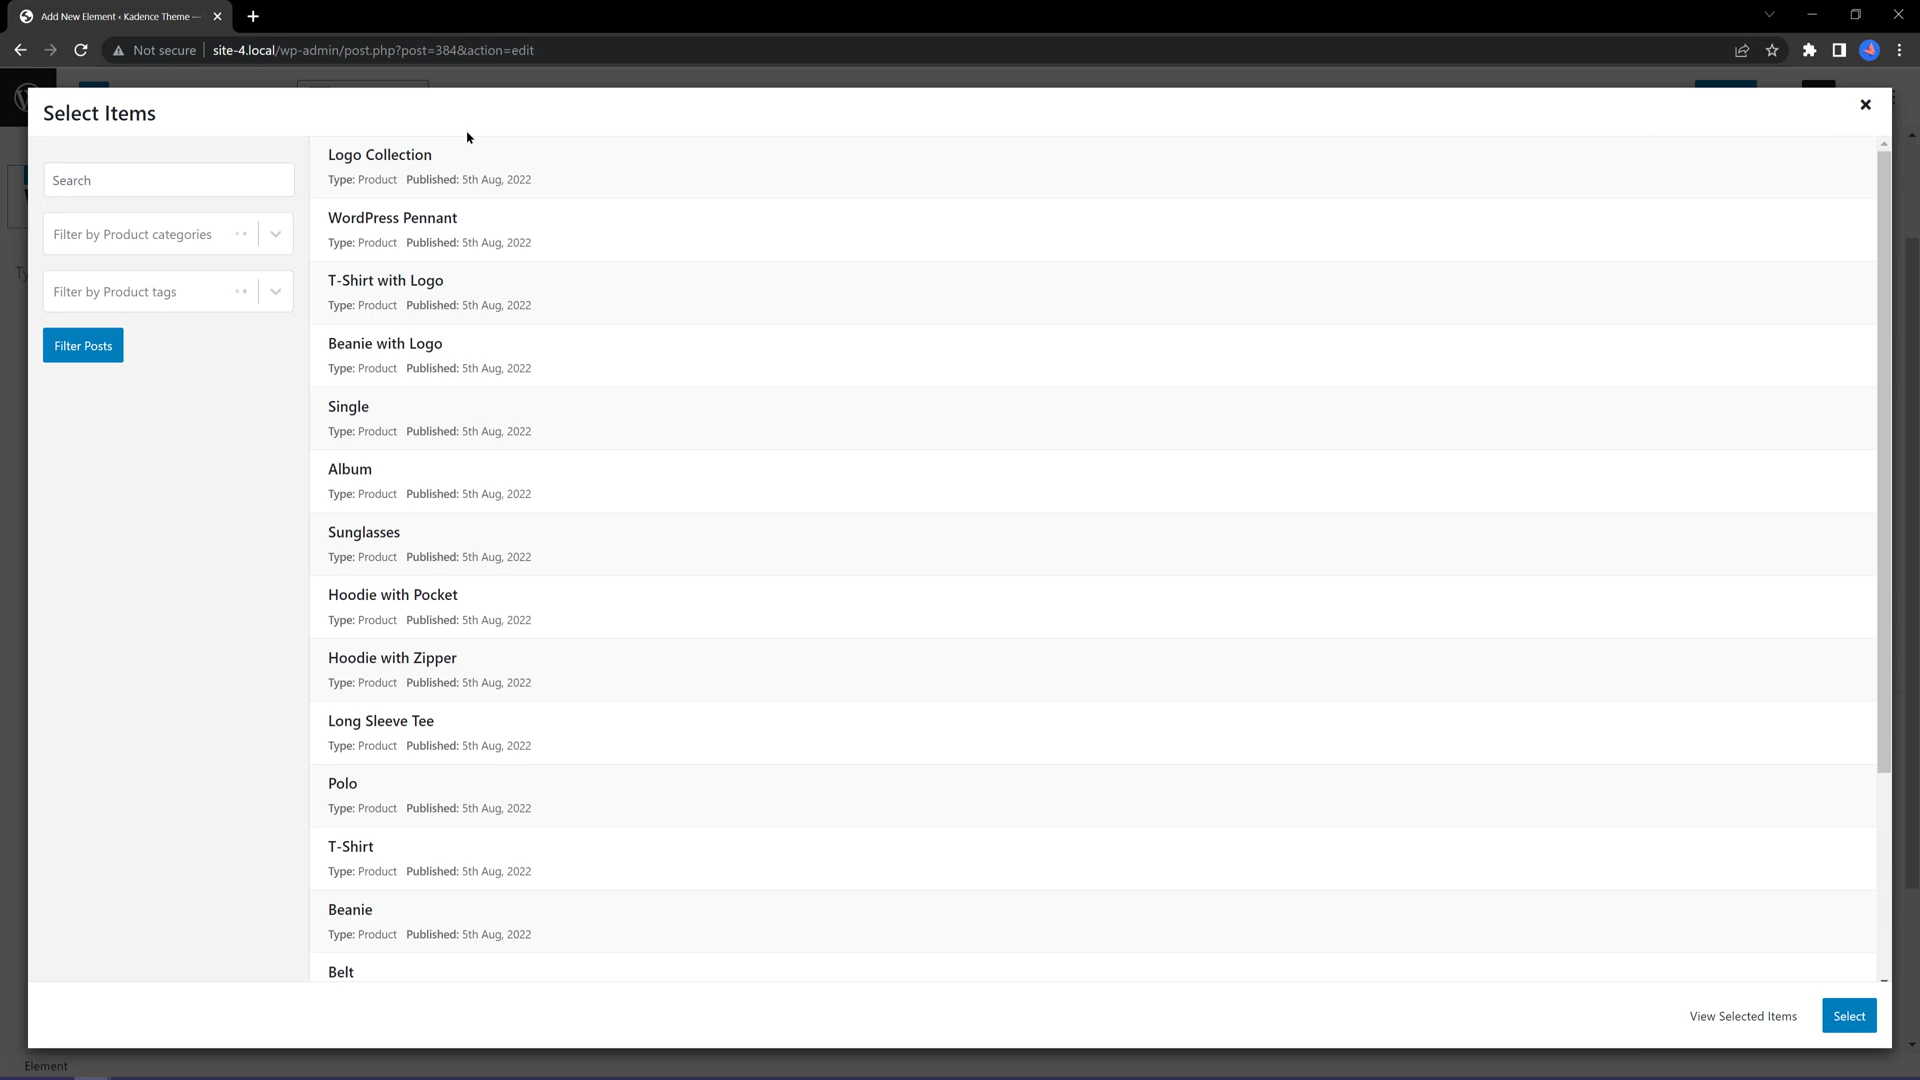 Add New Element ‹ Kadence Theme —
Not secure
site-4.local/wp-admin/post.php?post=384&action=edit
Select Items
Search
Filter by Product categories
Filter by Product tags
Filter Posts
Logo Collection
Type: Product Published: 5th Aug, 2022
WordPress Pennant
Type: Product Published: 5th Aug, 2022
T-Shirt with Logo
Type: Product Published: 5th Aug, 2022
Beanie with Logo
Type: Product Published: 5th Aug, 2022
Single
Type: Product Published: 5th Aug, 2022
Album
Type: Product Published: 5th Aug, 2022
Sunglasses
Type: Product Published: 5th Aug, 2022
Hoodie with Pocket
Type: Product Published: 5th Aug, 2022
Hoodie with Zipper
Type: Product Published: 5th Aug, 2022
Long Sleeve Tee
Type: Product Published: 5th Aug, 2022
Polo
Type: Product Published: 5th Aug, 2022
T-Shirt
Type: Product Published: 5th Aug, 2022
Beanie
Type: Product Published: 5th Aug, 2022
Belt
View Selected Items
Select
Element